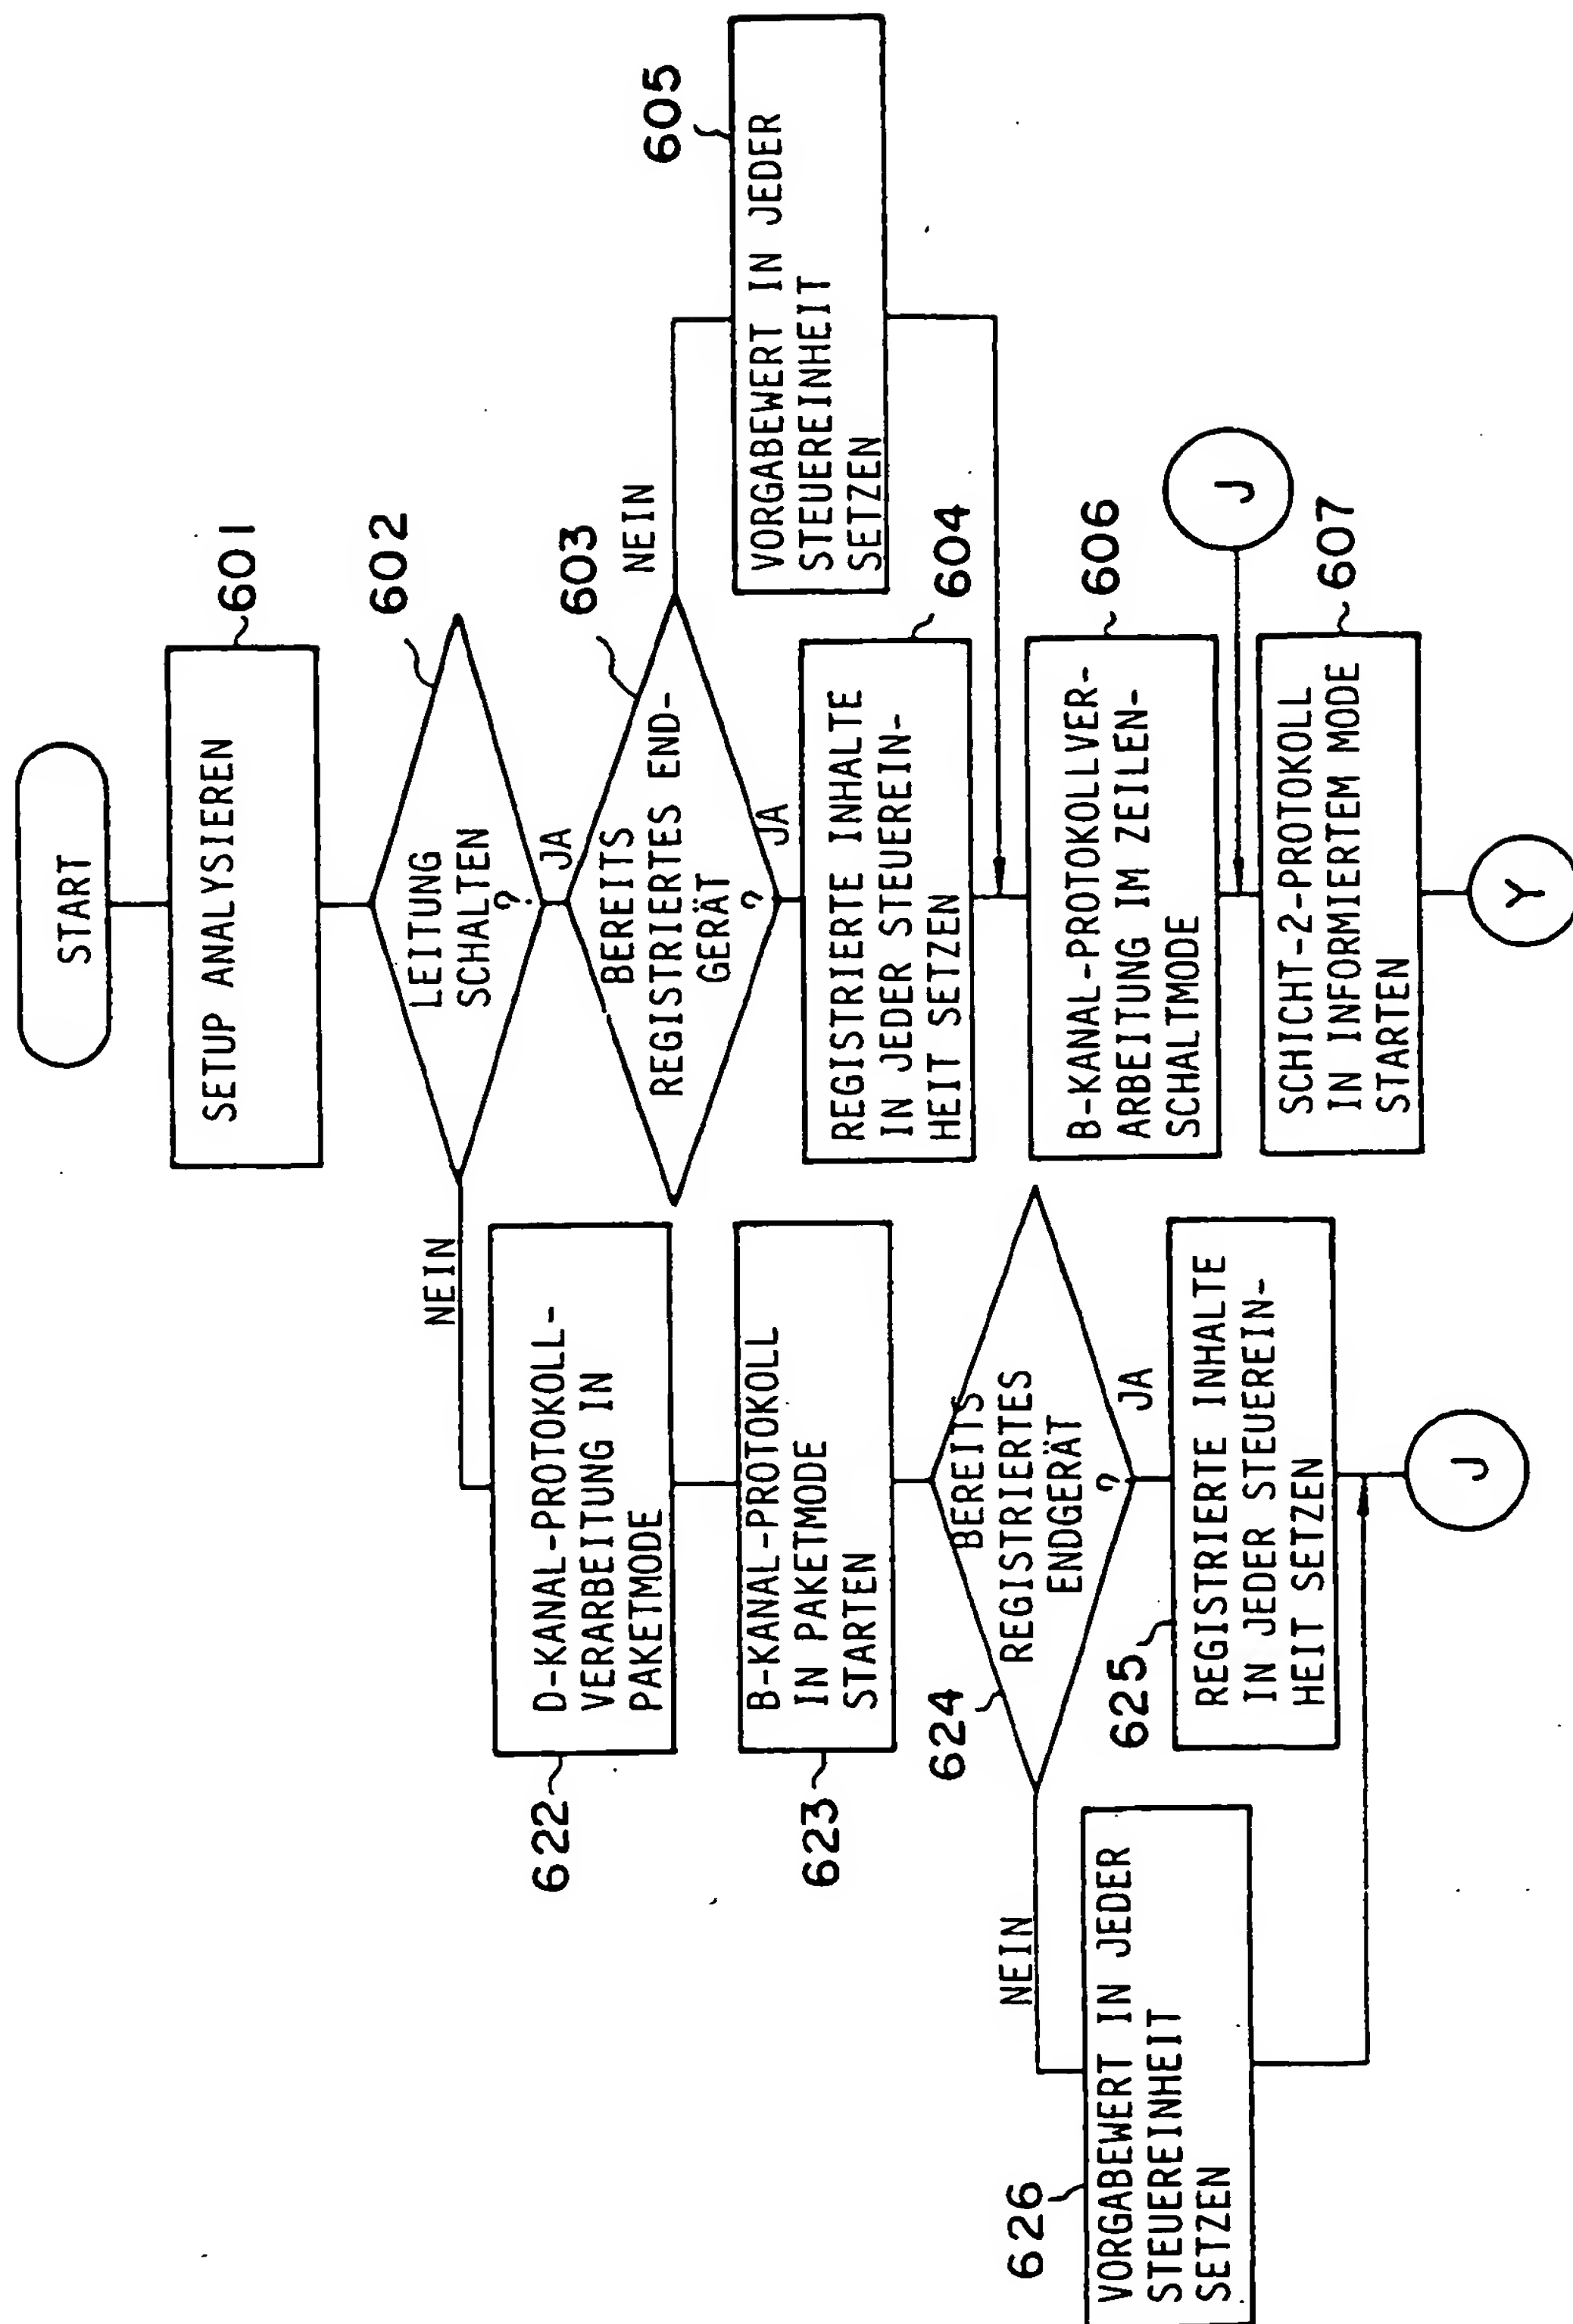 START
SETUP ANALYSIEREN
601
LEITUNG
SCHALTEN
?
602
JA
NEIN
BEREITS
REGISTRIERTES END-
GERÄT
?
603
NEIN
JA
VORGABEWERT IN JEDER
STEUEREINHEIT
SETZEN
605
REGISTRIERTE INHALTE
IN JEDER STEUEREIN-
HEIT SETZEN
604
B-KANAL-PROTOKOLLVER-
ARBEITUNG IM ZEILEN-
SCHALTMODE
606
J
SCHICHT-2-PROTOKOLL
IN INFORMIERTEM MODE
STARTEN
607
Y
D-KANAL-PROTOKOLL-
VERARBEITUNG IN
PAKETMODE
622
B-KANAL-PROTOKOLL
IN PAKETMODE
STARTEN
623
BEREITS
REGISTRIERTES
ENDGERÄT
?
624
NEIN
JA
REGISTRIERTE INHALTE
IN JEDER STEUEREIN-
HEIT SETZEN
625
VORGABEWERT IN JEDER
STEUEREINHEIT
SETZEN
626
J